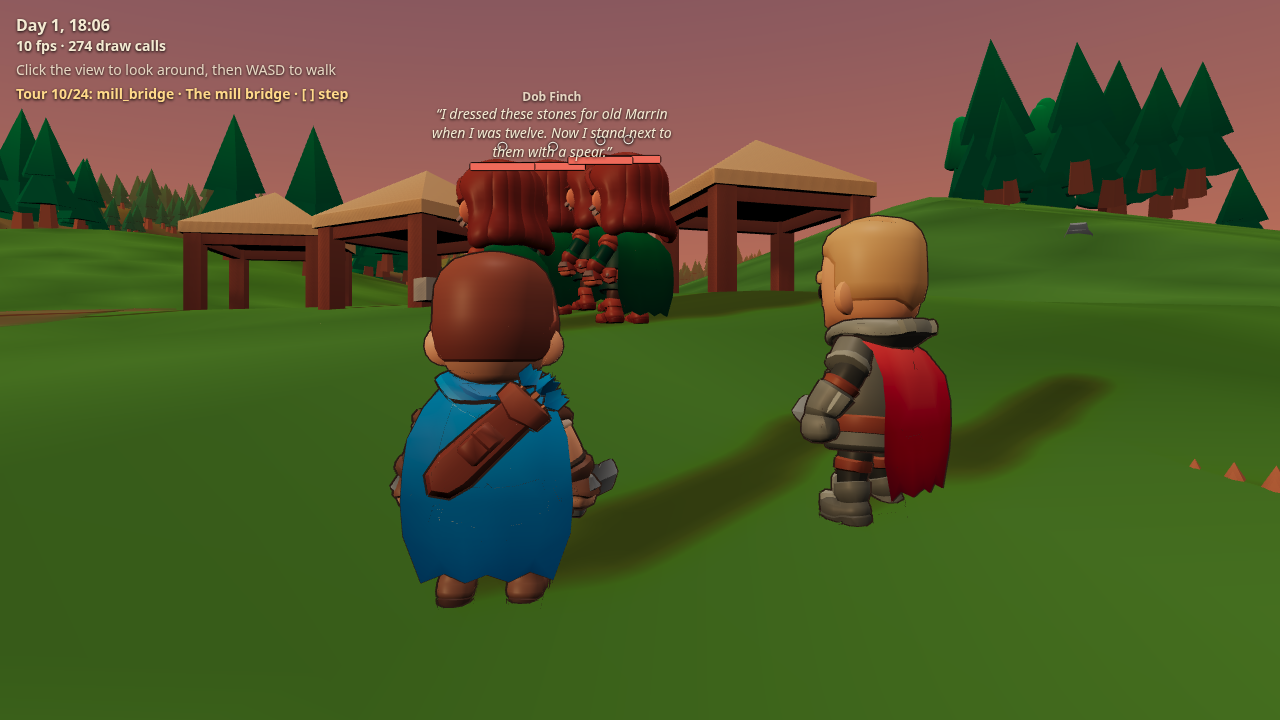 Day 1, 18:06
10 fps · 274 draw calls
Click the view to look around, then WASD to walk
Tour 10/24: mill_bridge · The mill bridge · [ ] step
Dob Finch
“I dressed these stones for old Marrin
when I was twelve. Now I stand next to
them with a spear.”